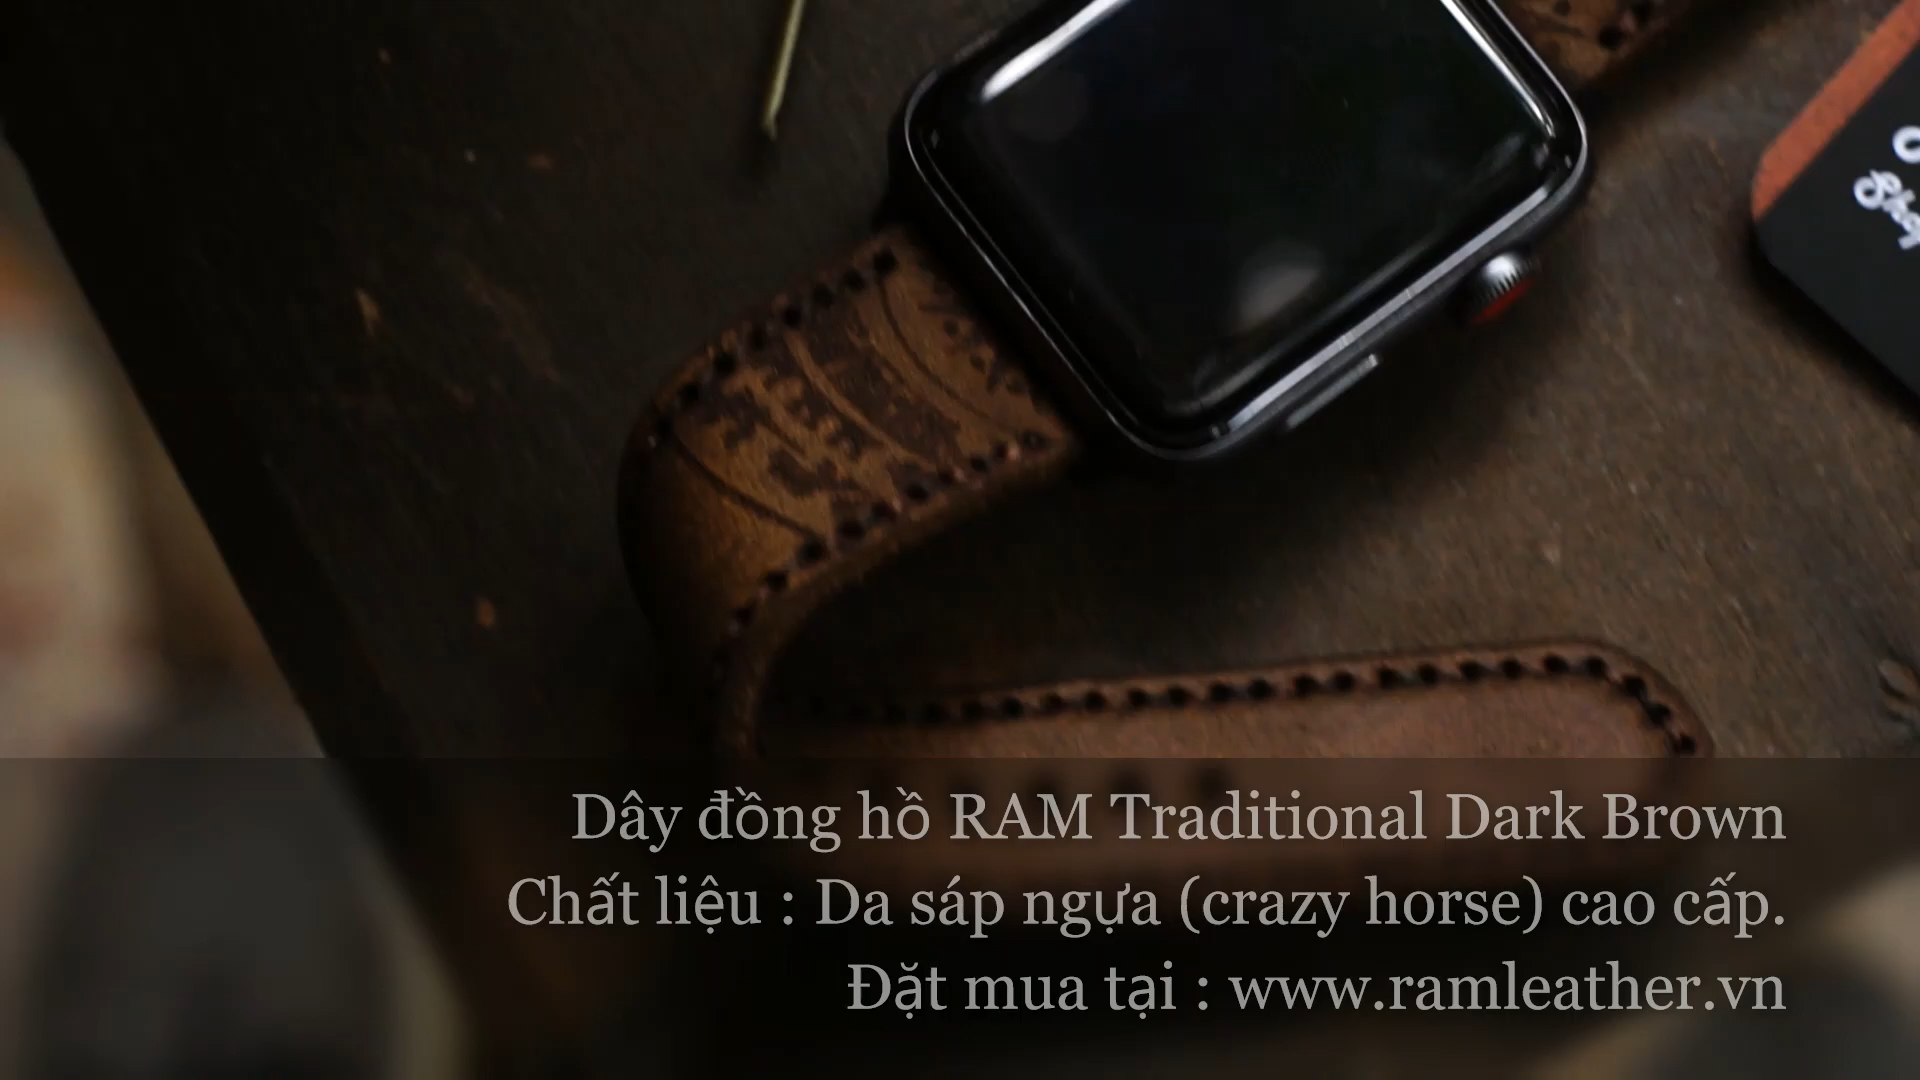 Dây đồng hồ RAM Traditional Dark Brown
Chất liệu : Da sáp ngựa (crazy horse) cao cấp.
Đặt mua tại : www.ramleather.vn